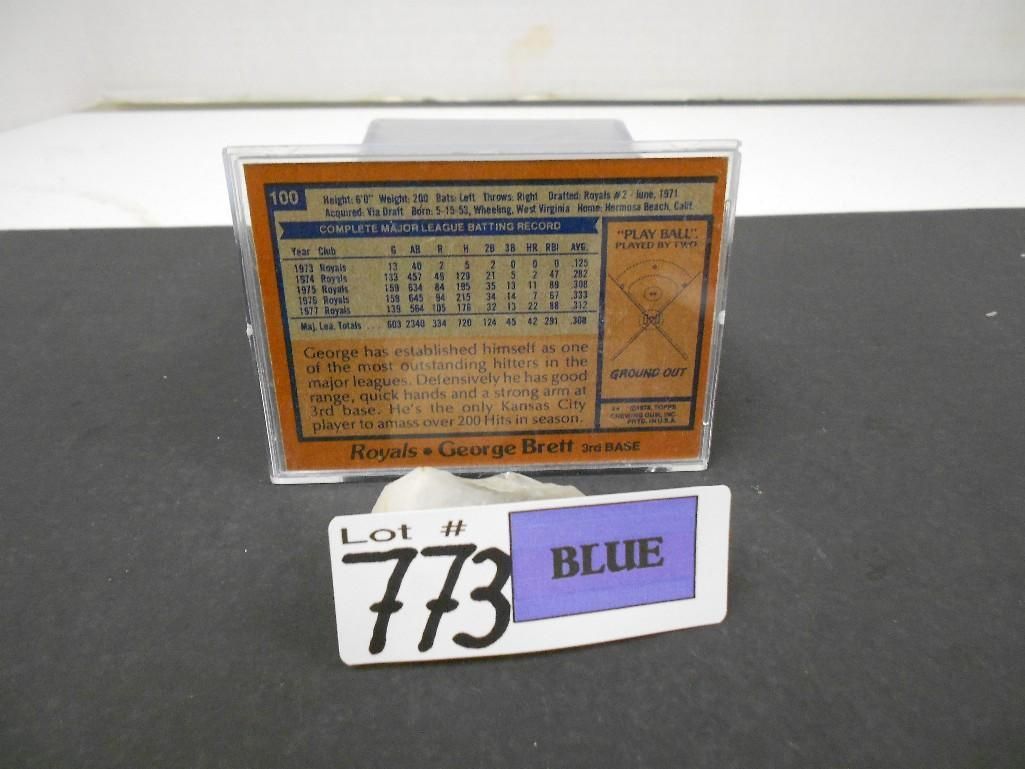 100
Height: 6'0" Weight: 200 Bats: Left Throws: Right Drafted: Royals #2 - June, 1971
Acquired: Via Draft Born: 5-15-53, Wheeling, West Virginia Home: Hermosa Beach, Calif.
COMPLETE MAJOR LEAGUE BATTING RECORD
Year Club G AB R H 2B 3B HR RBI AVG.
1973 Royals 13 40 2 5 2 0 0 0 .125
1974 Royals 133 457 49 129 21 5 2 47 .282
1975 Royals 159 634 84 195 35 13 11 89 .308
1976 Royals 159 645 94 215 34 14 7 67 .333
1977 Royals 139 564 105 176 32 13 22 88 .312
Maj. Lea. Totals ... 603 2340 334 720 124 45 42 291 .308
George has established himself as one
of the most outstanding hitters in the
major leagues. Defensively he has good
range, quick hands and a strong arm at
3rd base. He's the only Kansas City
player to amass over 200 Hits in season.
"PLAY BALL"
PLAYED BY TWO
GROUND OUT
©1978, TOPPS
CHEWING GUM, INC.
PRTD. IN U.S.A.
Royals • George Brett 3rd BASE
Lot #
773
BLUE